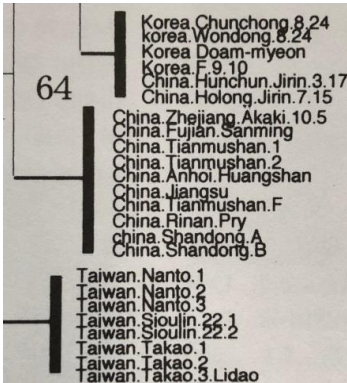 Korea.Chunchong.8.24
korea.Wondong.8.24
Korea Doam-myeon
Korea.F.9.10
China.Hunchun.Jirin.3.17
China.Holong.Jirin.7.15
64
China.Zhejiang.Akaki.10.5
China.Fujian.Sanming
China.Tianmushan.1
China.Tianmushan.2
China.Anhoi.Huangshan
China.Jiangsu
China.Tianmushan.F
China.Rinan.Pry
china.Shandong.A
China.Shandong.B
Taiwan.Nanto.1
Taiwan.Nanto.2
Taiwan.Nanto.3
Taiwan.Sioulin.22.1
Taiwan.Sioulin.22.2
Taiwan.Takao.1
Taiwan.Takao.2
Taiwan.Takao.3.Lidao